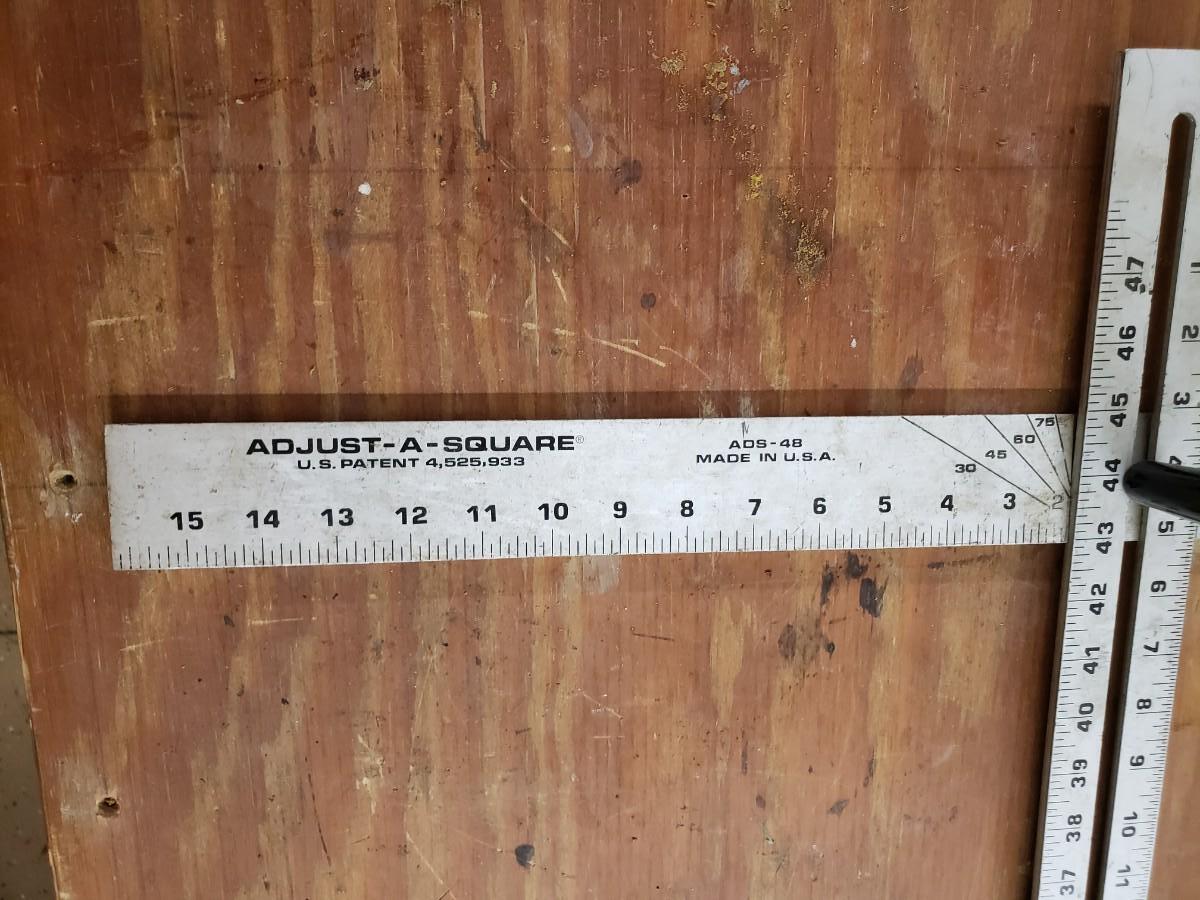 ADJUST-A-SQUARE®
U.S. PATENT 4,525,933
ADS-48
MADE IN U.S.A.
75
60
45
30
15 14 13 12 11 10 9 8 7 6 5 4 3 2
47 46 45 44 43 42 41 40 39 38 37
1 2 3 4 5 6 7 8 9 10 11